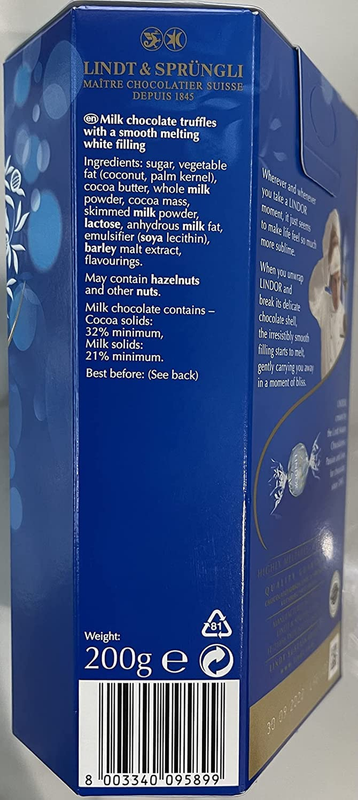 LINDT & SPRÜNGLI
MAÎTRE CHOCOLATIER SUISSE
DEPUIS 1845
en Milk chocolate truffles
with a smooth melting
white filling
Ingredients: sugar, vegetable
fat (coconut, palm kernel),
cocoa butter, whole milk
powder, cocoa mass,
skimmed milk powder,
lactose, anhydrous milk fat,
emulsifier (soya lecithin),
barley malt extract,
flavourings.
May contain hazelnuts
and other nuts.
Milk chocolate contains –
Cocoa solids:
32% minimum,
Milk solids:
21% minimum.
Best before: (See back)
81
Weight:
200g ℮
8 003340 095899
Wherever and whenever
you take a LINDOR
moment, it just seems
to make life feel so much
more sublime.
When you unwrap
LINDOR and
break its delicate
chocolate shell,
the irresistibly smooth
filling starts to melt,
gently carrying you away
in a moment of bliss.